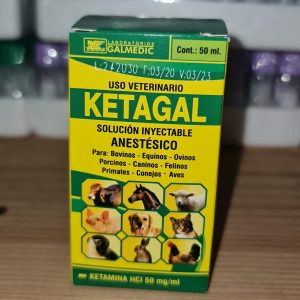 LABORATORIOS
GALMEDIC
Cont.: 50 ml.
L:242030 F:03/20 V:03/23
USO VETERINARIO
KETAGAL
SOLUCIÓN INYECTABLE
ANESTÉSICO
Para: Bovinos - Equinos - Ovinos
Porcinos - Caninos - Felinos
Primates - Conejos - Aves
KETAMINA HCl 50 mg/ml